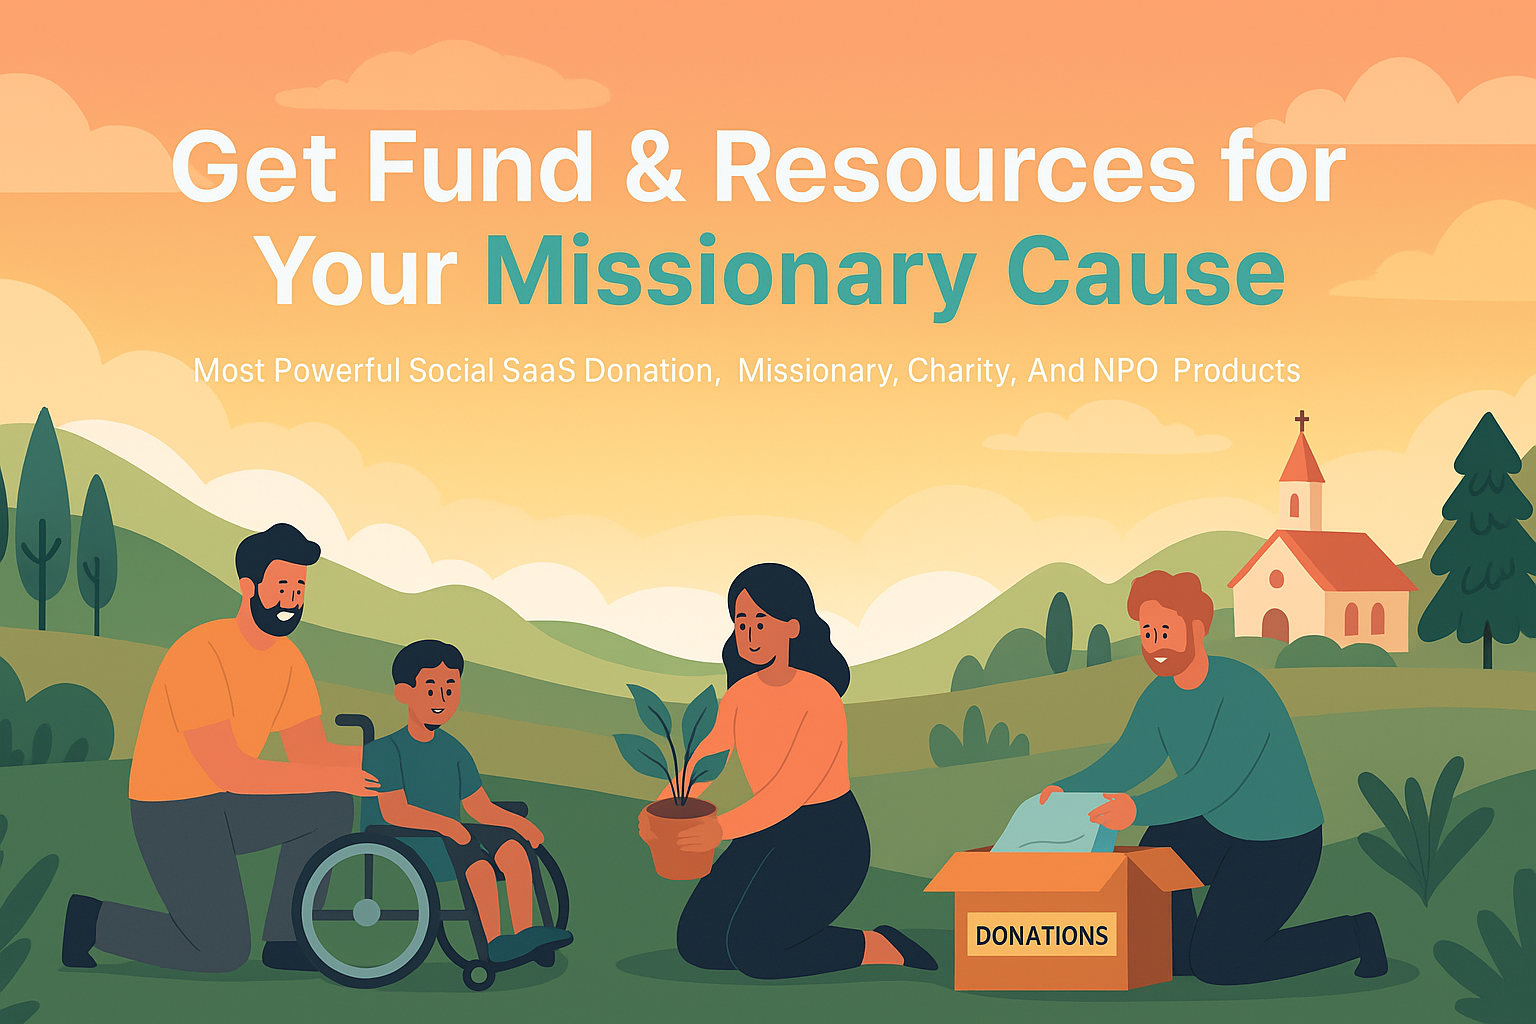 Get Fund & Resources for
Your Missionary Cause
Most Powerful Social SaaS Donation, Missionary, Charity, And NPO Products
DONATIONS